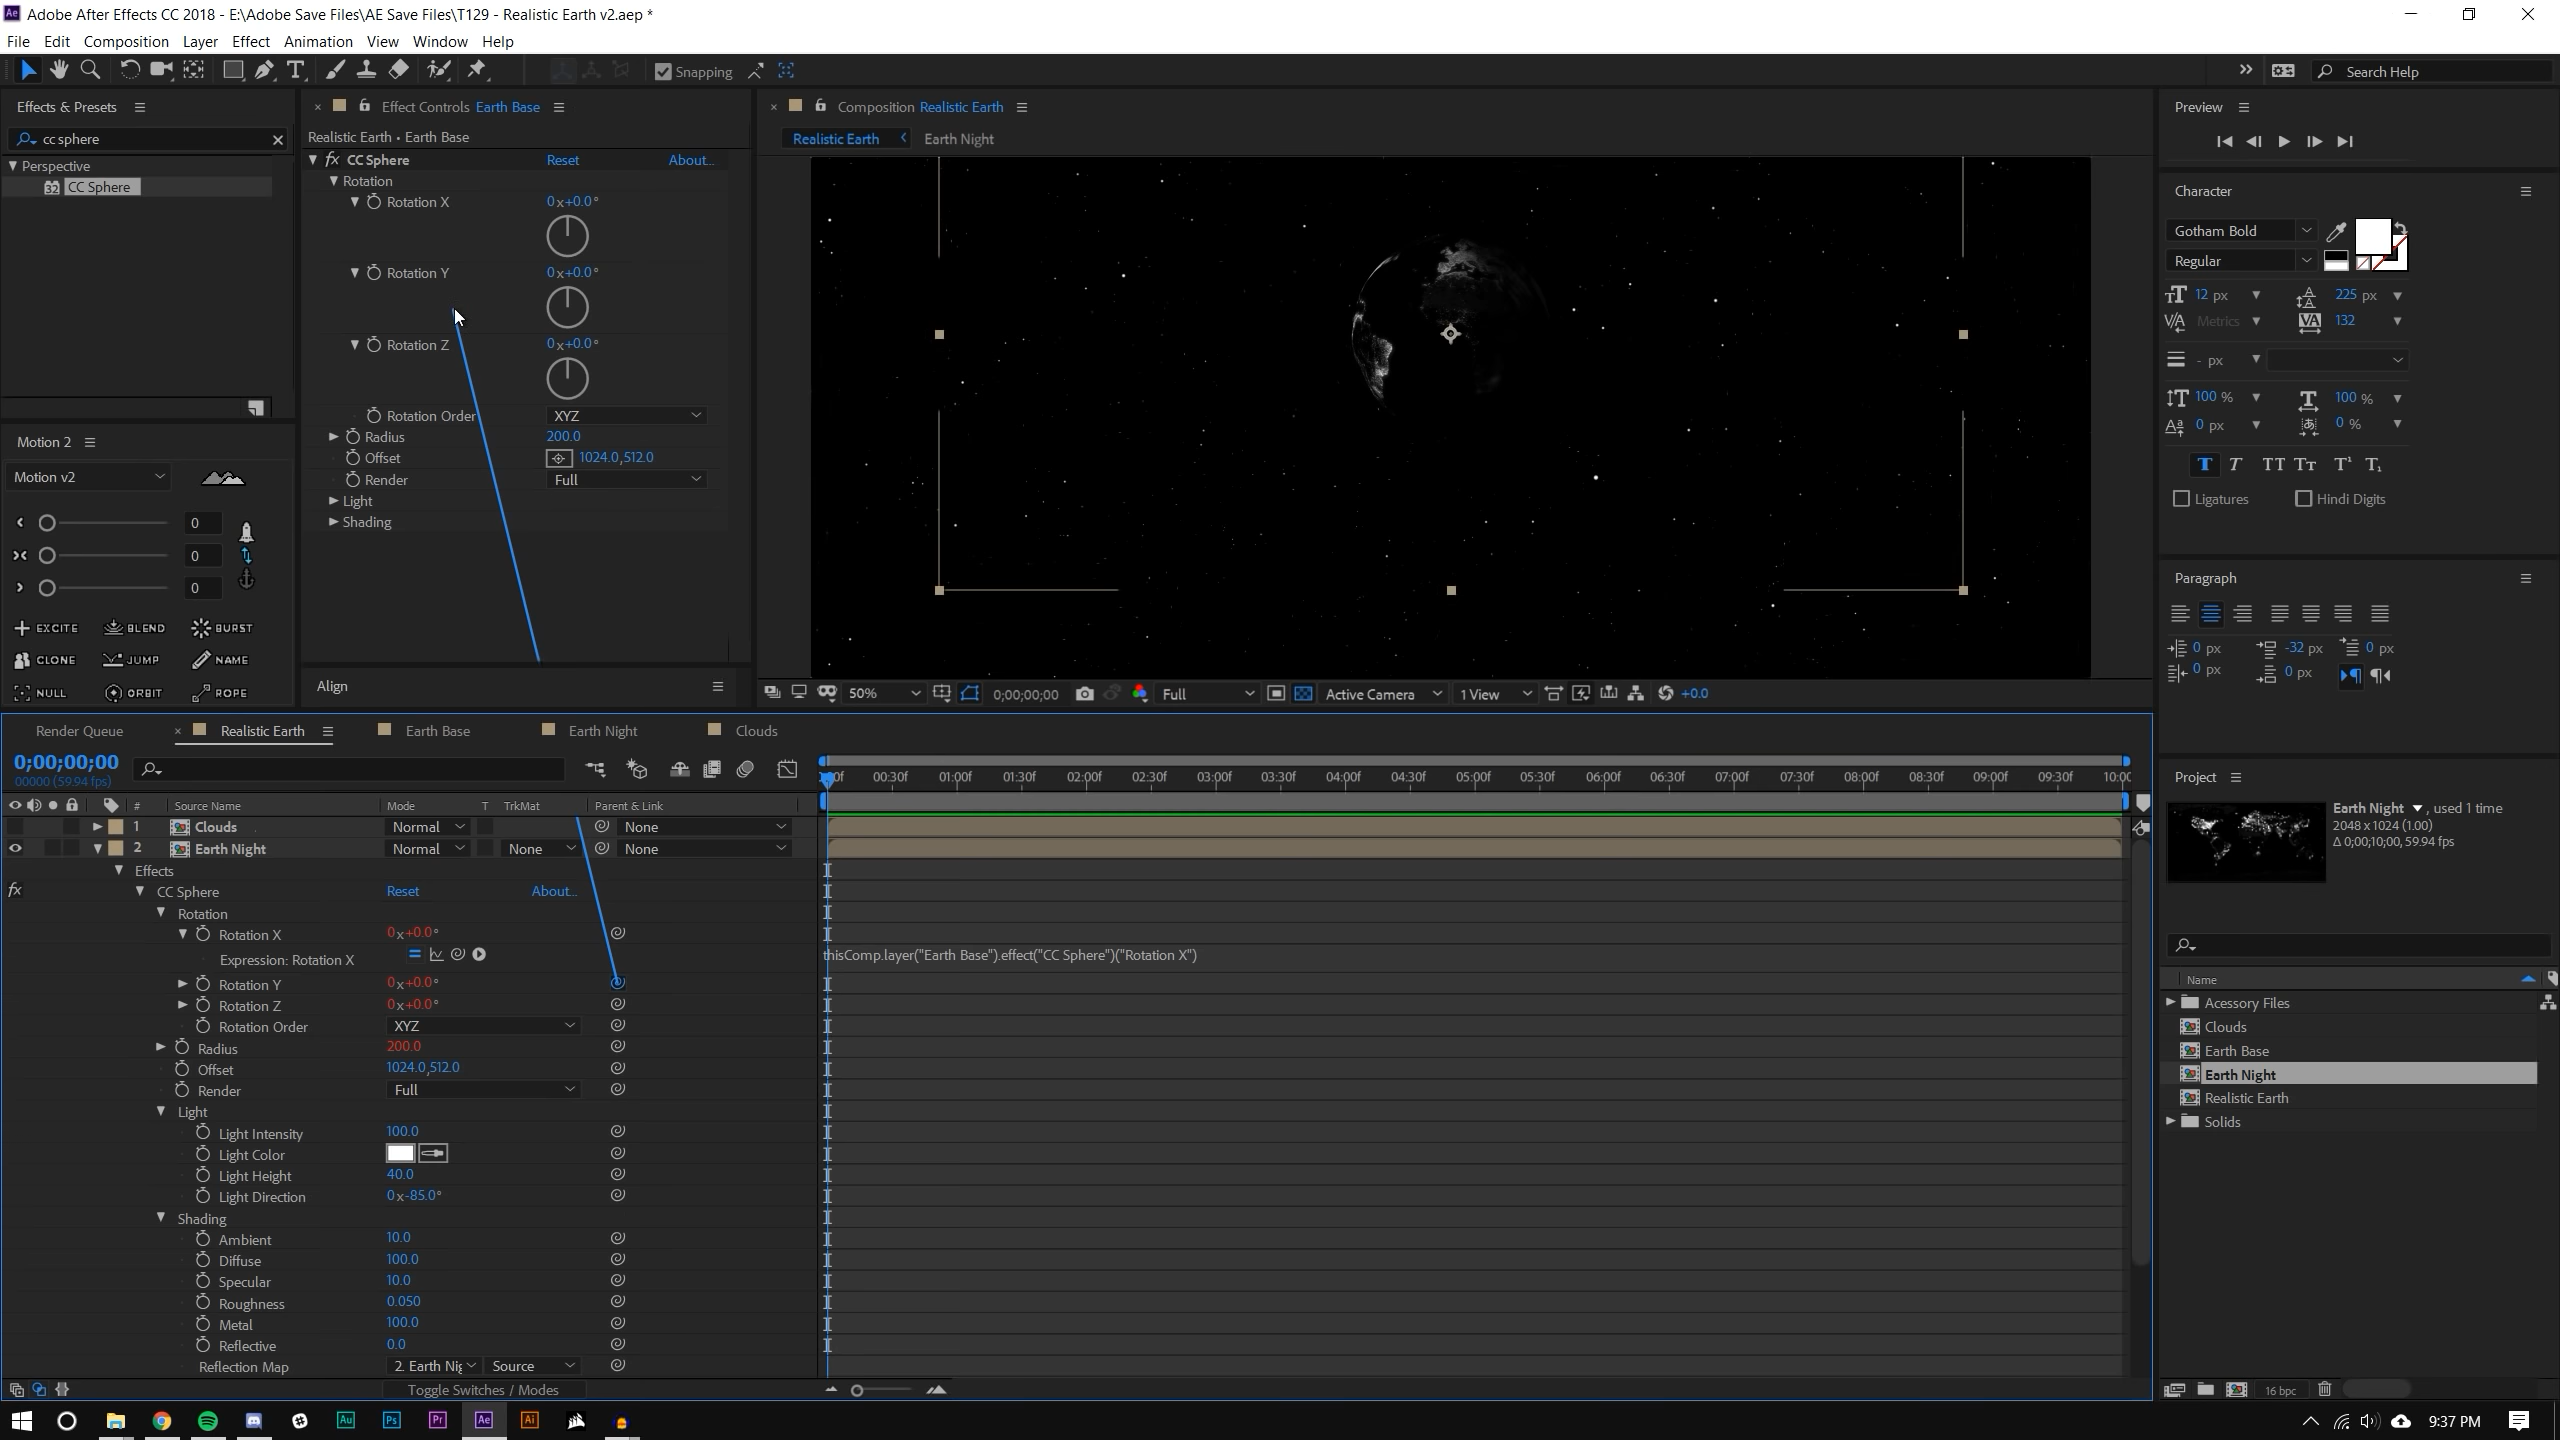 Adobe After Effects CC 2018 - E:\Adobe Save Files\AE Save Files\T129 - Realistic Earth v2.aep *
File Edit Composition Layer Effect Animation View Window Help
Snapping
Search Help
Effects & Presets
cc sphere
Perspective
32 CC Sphere
Motion 2
Motion v2
0
0
0
EXCITE BLEND BURST
CLONE JUMP NAME
NULL ORBIT ROPE
Effect Controls Earth Base
Realistic Earth • Earth Base
fx CC Sphere Reset About...
Rotation
Rotation X 0x+0.0°
Rotation Y 0x+0.0°
Rotation Z 0x+0.0°
Rotation Order XYZ
Radius 200.0
Offset 1024.0,512.0
Render Full
Light
Shading
Align
Composition Realistic Earth
Realistic Earth Earth Night
50% 0;00;00;00 Full Active Camera 1 View +0.0
Preview
Character
Gotham Bold
Regular
12 px 225 px
Metrics 132
- px
100 % 100 %
0 px 0 %
T T TT Tt T¹ T₁
Ligatures Hindi Digits
Paragraph
0 px -32 px 0 px
0 px 0 px
Project
Earth Night , used 1 time
2048 x 1024 (1.00)
Δ 0;00;10;00, 59.94 fps
Name
Acessory Files
Clouds
Earth Base
Earth Night
Realistic Earth
Solids
16 bpc
Render Queue Realistic Earth Earth Base Earth Night Clouds
0;00;00;00
00000 (59.94 fps)
00:30f 01:00f 01:30f 02:00f 02:30f 03:00f 03:30f 04:00f 04:30f 05:00f 05:30f 06:00f 06:30f 07:00f 07:30f 08:00f 08:30f 09:00f 09:30f
# Source Name Mode T TrkMat Parent & Link
1 Clouds Normal None
2 Earth Night Normal None None
Effects
fx CC Sphere Reset About...
Rotation
Rotation X 0x+0.0°
Expression: Rotation X thisComp.layer("Earth Base").effect("CC Sphere")("Rotation X")
Rotation Y 0x+0.0°
Rotation Z 0x+0.0°
Rotation Order XYZ
Radius 200.0
Offset 1024.0,512.0
Render Full
Light
Light Intensity 100.0
Light Color
Light Height 40.0
Light Direction 0x-85.0°
Shading
Ambient 10.0
Diffuse 100.0
Specular 10.0
Roughness 0.050
Metal 100.0
Reflective 0.0
Reflection Map 2. Earth Nig Source
Toggle Switches / Modes
Au Ps Pr Ae Ai
9:37 PM